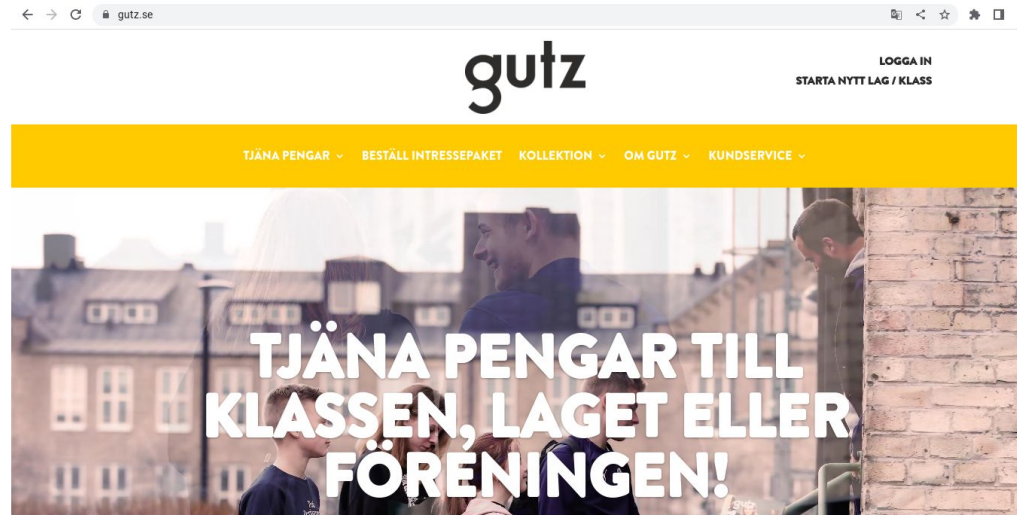 gutz.se
gutz
LOGGA IN
STARTA NYTT LAG / KLASS
TJÄNA PENGAR BESTÄLL INTRESSEPAKET KOLLEKTION OM GUTZ KUNDSERVICE
TJÄNA PENGAR TILL
KLASSEN, LAGET ELLER
FÖRENINGEN!
gutz